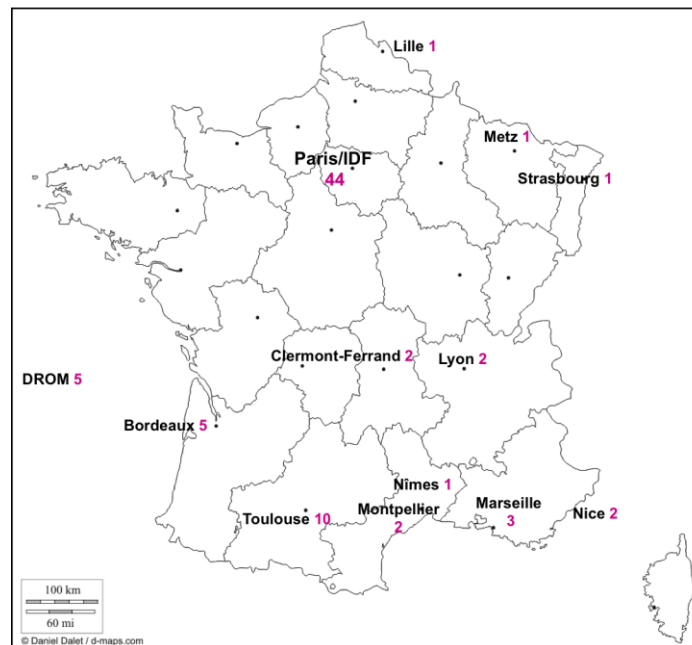 Lille 1
Metz 1
Paris/IDF
44
Strasbourg 1
Clermont-Ferrand 2
Lyon 2
DROM 5
Bordeaux 5
Nîmes 1
Toulouse 10
Montpellier
2
Marseille
3
Nice 2
100 km
60 mi
© Daniel Dalet / d-maps.com